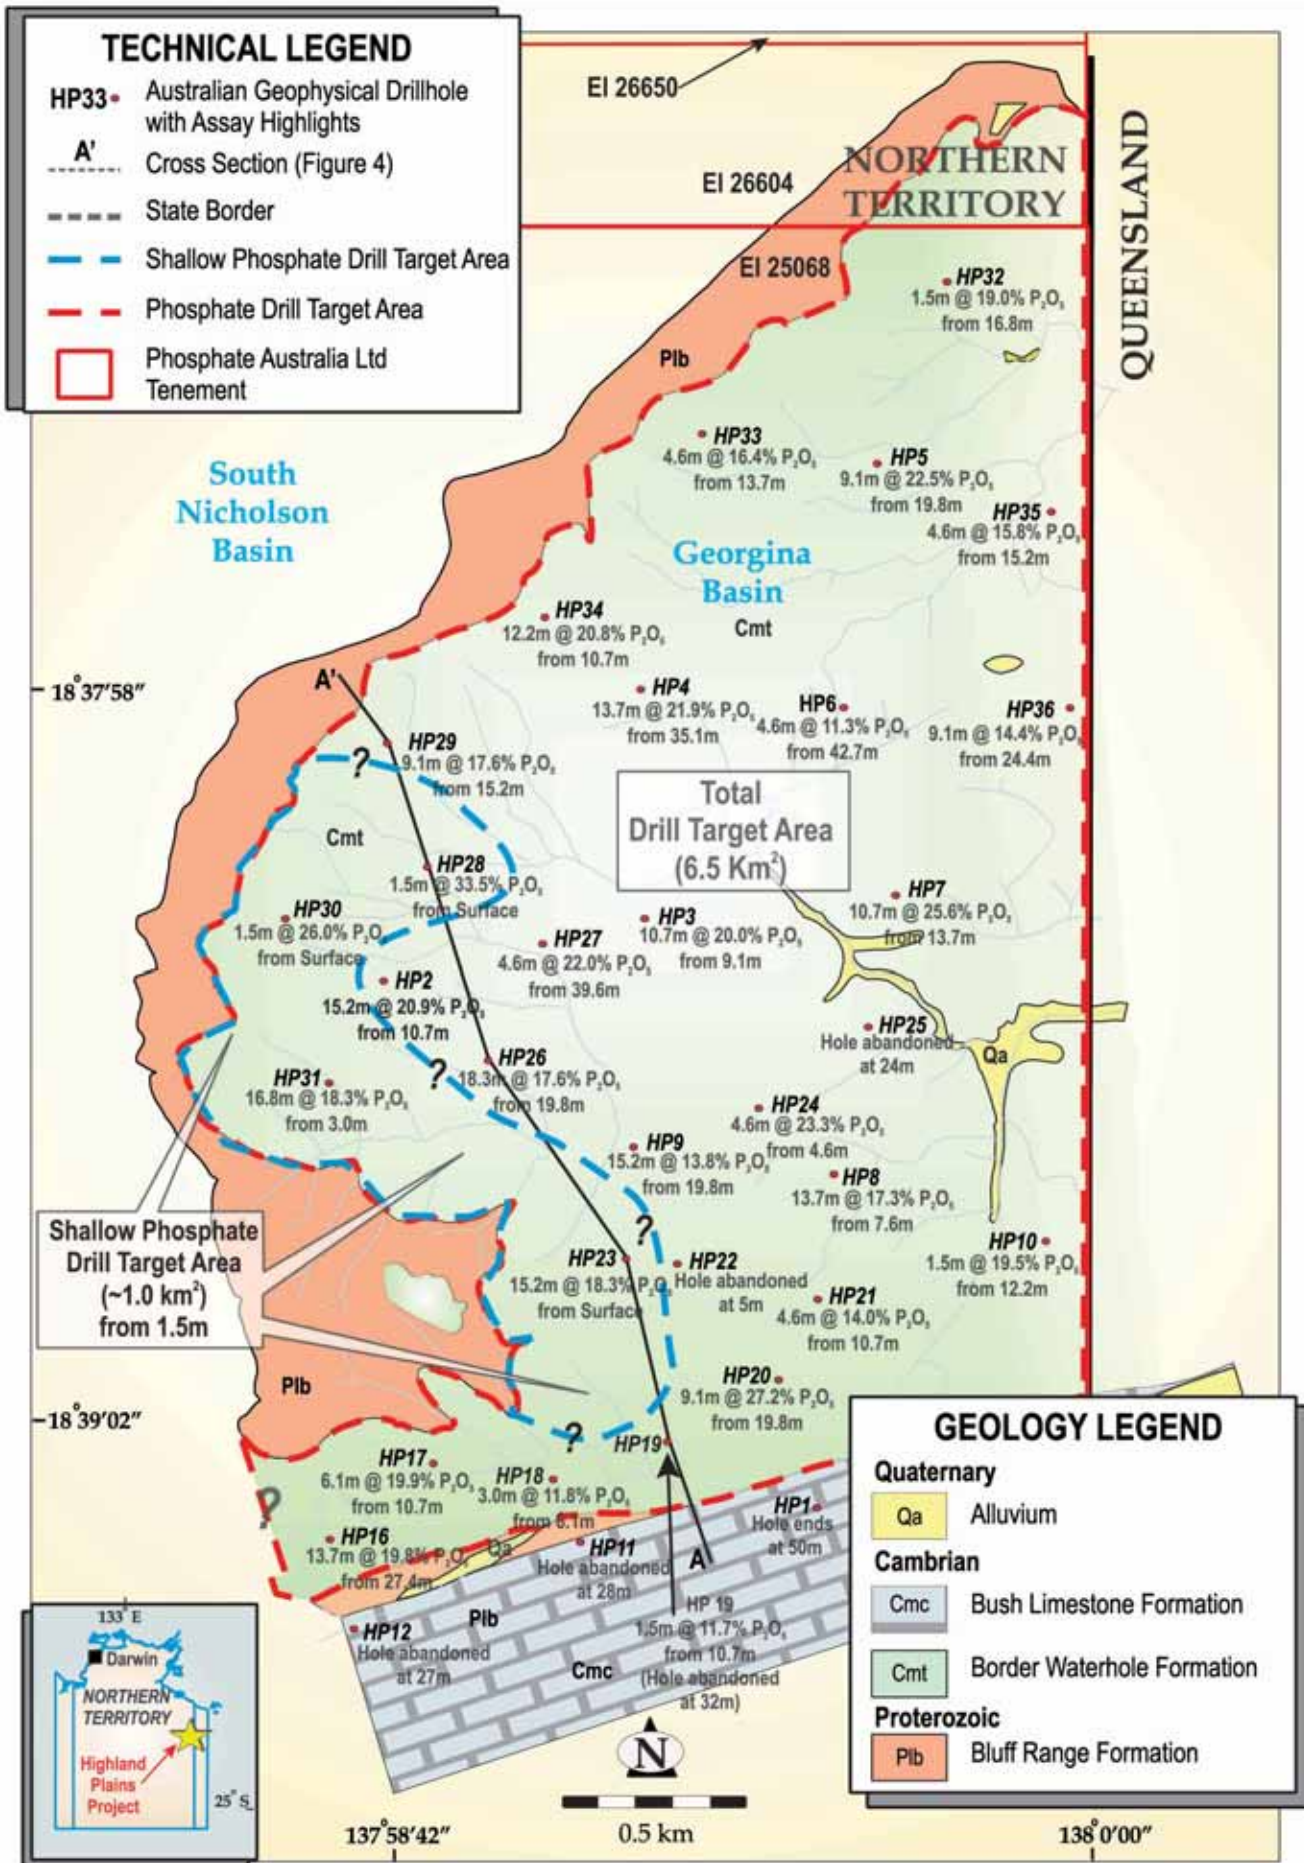 TECHNICAL LEGEND
HP33 Australian Geophysical Drillhole
with Assay Highlights
A' Cross Section (Figure 4)
State Border
Shallow Phosphate Drill Target Area
Phosphate Drill Target Area
Phosphate Australia Ltd
Tenement
EI 26650
EI 26604
NORTHERN
TERRITORY
QUEENSLAND
EI 25068
HP32
1.5m @ 19.0% P₂O₅
from 16.8m
Plb
HP33
4.6m @ 16.4% P₂O₅
from 13.7m
HP5
9.1m @ 22.5% P₂O₅
from 19.8m
HP35
4.6m @ 15.8% P₂O₅
from 15.2m
South
Nicholson
Basin
Georgina
Basin
Cmt
HP34
12.2m @ 20.8% P₂O₅
from 10.7m
18°37'58"
A'
HP4
13.7m @ 21.9% P₂O₅
from 35.1m
HP6
4.6m @ 11.3% P₂O₅
from 42.7m
HP36
9.1m @ 14.4% P₂O₅
from 24.4m
HP29
9.1m @ 17.6% P₂O₅
from 15.2m
?
Total
Drill Target Area
(6.5 Km²)
Cmt
HP28
1.5m @ 33.5% P₂O₅
from Surface
HP30
1.5m @ 26.0% P₂O₅
from Surface
HP27
4.6m @ 22.0% P₂O₅
from 39.6m
HP3
10.7m @ 20.0% P₂O₅
from 9.1m
HP7
10.7m @ 25.6% P₂O₅
from 13.7m
HP2
15.2m @ 20.9% P₂O₅
from 10.7m
HP25
Hole abandoned
at 24m
Qa
HP26
18.3m @ 17.6% P₂O₅
from 19.8m
?
HP31
16.8m @ 18.3% P₂O₅
from 3.0m
HP24
4.6m @ 23.3% P₂O₅
from 4.6m
HP9
15.2m @ 13.8% P₂O₅
from 19.8m
HP8
13.7m @ 17.3% P₂O₅
from 7.6m
Shallow Phosphate
Drill Target Area
(~1.0 km²)
from 1.5m
?
HP23
15.2m @ 18.3% P₂O₅
from Surface
HP22
Hole abandoned
at 5m
HP10
1.5m @ 19.5% P₂O₅
from 12.2m
HP21
4.6m @ 14.0% P₂O₅
from 10.7m
Plb
HP20
9.1m @ 27.2% P₂O₅
from 19.8m
18°39'02"
?
HP19
HP17
6.1m @ 19.9% P₂O₅
from 10.7m
HP18
3.0m @ 11.8% P₂O₅
from 6.1m
?
HP16
13.7m @ 19.8% P₂O₅
from 27.4m
Qa
HP1
Hole ends
at 50m
HP11
Hole abandoned
at 28m
A
HP12
Hole abandoned
at 27m
Plb
Cmc
HP 19
1.5m @ 11.7% P₂O₅
from 10.7m
(Hole abandoned
at 32m)
GEOLOGY LEGEND
Quaternary
Qa Alluvium
Cambrian
Cmc Bush Limestone Formation
Cmt Border Waterhole Formation
Proterozoic
Plb Bluff Range Formation
133°E
Darwin
NORTHERN
TERRITORY
Highland
Plains
Project
25°S
N
0.5 km
137°58'42"
138°0'00"